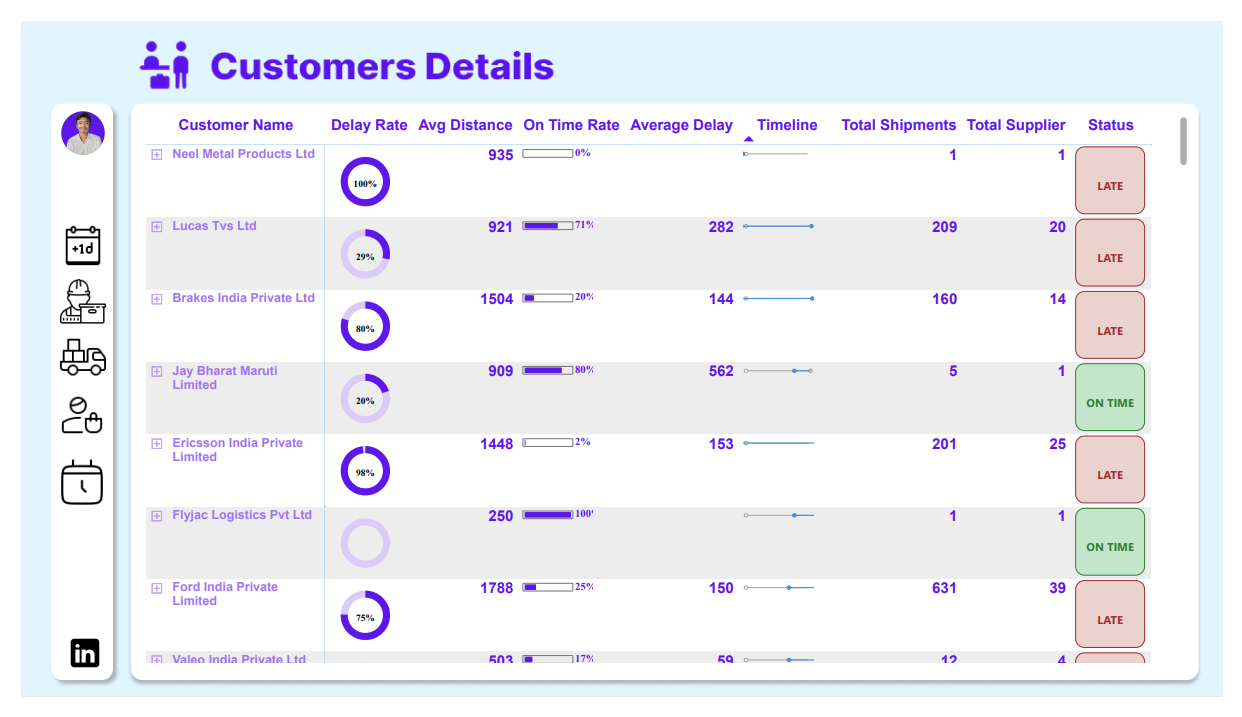 Customers Details
Customer Name Delay Rate Avg Distance On Time Rate Average Delay Timeline Total Shipments Total Supplier Status
Neel Metal Products Ltd 100% 935 0% 1 1 LATE
Lucas Tvs Ltd 29% 921 71% 282 209 20 LATE
Brakes India Private Ltd 80% 1504 20% 144 160 14 LATE
Jay Bharat Maruti
Limited 20% 909 80% 562 5 1 ON TIME
Ericsson India Private
Limited 98% 1448 2% 153 201 25 LATE
Flyjac Logistics Pvt Ltd 250 100% 1 1 ON TIME
Ford India Private
Limited 75% 1788 25% 150 631 39 LATE
Valeo India Private Ltd 503 17% 59 12 4
+1d
in